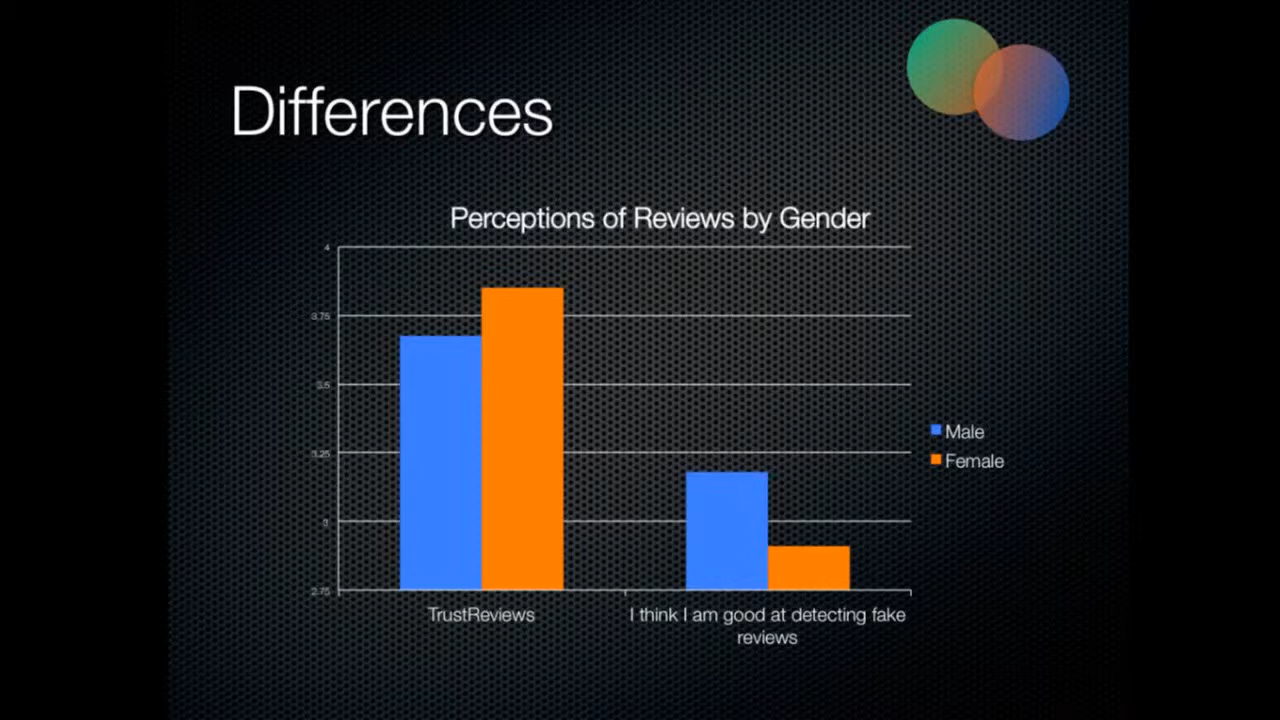 Differences
Perceptions of Reviews by Gender
4
3.75
3.5
3.25
3
2.75
Male
Female
TrustReviews
I think I am good at detecting fake
reviews